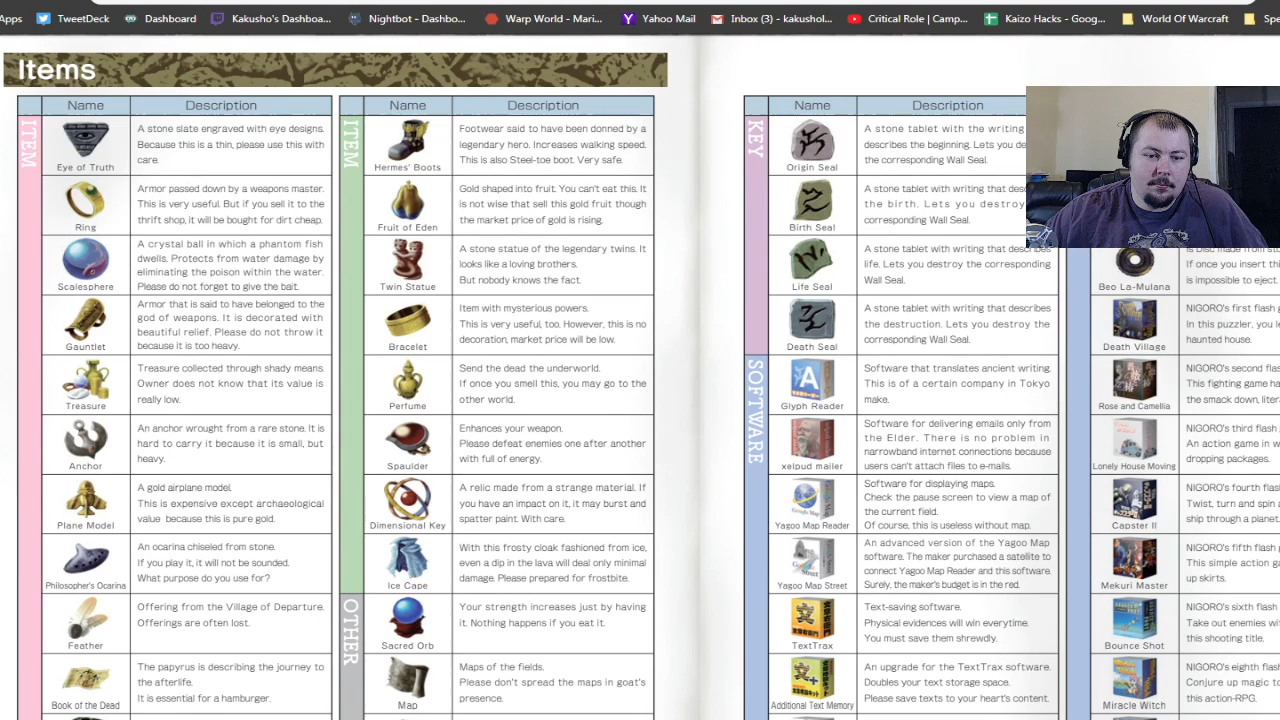 Apps TweetDeck Dashboard Kakusho's Dashboa... Nightbot - Dashbo... Warp World - Mari... Yahoo Mail Inbox (3) - kakushol... Critical Role | Camp... Kaizo Hacks - Goog... World Of Warcraft Spe
Items
Name Description
ITEM
Eye of Truth
A stone slate engraved with eye designs.
Because this is a thin, please use this with
care.
Ring
Armor passed down by a weapons master.
This is very useful. But if you sell it to the
thrift shop, it will be bought for dirt cheap.
Scalesphere
A crystal ball in which a phantom fish
dwells. Protects from water damage by
eliminating the poison within the water.
Please do not forget to give the bait.
Gauntlet
Armor that is said to have belonged to the
god of weapons. It is decorated with
beautiful relief. Please do not throw it
because it is too heavy.
Treasure
Treasure collected through shady means.
Owner does not know that its value is
really low.
Anchor
An anchor wrought from a rare stone. It is
hard to carry it because it is small, but
heavy.
Plane Model
A gold airplane model.
This is expensive except archaeological
value because this is pure gold.
Philosopher's Ocarina
An ocarina chiseled from stone.
If you play it, it will not be sounded.
What purpose do you use for?
Feather
Offering from the Village of Departure.
Offerings are often lost.
Book of the Dead
The papyrus is describing the journey to
the afterlife.
It is essential for a hamburger.
Name Description
ITEM
Hermes' Boots
Footwear said to have been donned by a
legendary hero. Increases walking speed.
This is also Steel-toe boot. Very safe.
Fruit of Eden
Gold shaped into fruit. You can't eat this. It
is not wise that sell this gold fruit though
the market price of gold is rising.
Twin Statue
A stone statue of the legendary twins. It
looks like a loving brothers.
But nobody knows the fact.
Bracelet
Item with mysterious powers.
This is very useful, too. However, this is no
decoration, market price will be low.
Perfume
Send the dead the underworld.
If once you smell this, you may go to the
other world.
Spaulder
Enhances your weapon.
Please defeat enemies one after another
with full of energy.
Dimensional Key
A relic made from a strange material. If
you have an impact on it, it may burst and
spatter paint. With care.
Ice Cape
With this frosty cloak fashioned from ice,
even a dip in the lava will deal only minimal
damage. Please prepared for frostbite.
OTHER
Sacred Orb
Your strength increases just by having
it. Nothing happens if you eat it.
Map
Maps of the fields.
Please don't spread the maps in goat's
presence.
Name Description
KEY
Origin Seal
A stone tablet with the writing
describes the beginning. Lets you de
the corresponding Wall Seal.
Birth Seal
A stone tablet with writing that desc
the birth. Lets you destroy
corresponding Wall Seal.
Life Seal
A stone tablet with writing that describes
life. Lets you destroy the corresponding
Wall Seal.
Death Seal
A stone tablet with writing that describes
the destruction. Lets you destroy the
corresponding Wall Seal.
SOFTWARE
Glyph Reader
Software that translates ancient writing.
This is of a certain company in Tokyo
make.
xelpud mailer
Software for delivering emails only from
the Elder. There is no problem in
narrowband internet connections because
users can't attach files to e-mails.
Yagoo Map Reader
Software for displaying maps.
Check the pause screen to view a map of
the current field.
Of course, this is useless without map.
Yagoo Map Street
An advanced version of the Yagoo Map
software. The maker purchased a satellite to
connect Yagoo Map Reader and this software.
Surely, the maker's budget is in the red.
TextTrax
Text-saving software.
Physical evidences will win everytime.
You must save them shrewdly.
Additional Text Memory
An upgrade for the TextTrax software.
Doubles your text storage space.
Please save texts to your heart's content.
Beo La-Mulana
is Disc made from sto
If once you insert thi
is impossible to eject.
Death Village
NIGORO's first flash g
In this puzzler, you l
haunted house.
Rose and Camellia
NIGORO's second flas
This fighting game ha
the smack down, liter
Lonely House Moving
NIGORO's third flash
An action game in w
dropping packages.
Capster II
NIGORO's fourth flash
Twist, turn and spin a
ship through a planet
Mekuri Master
NIGORO's fifth flash
This simple action ga
up skirts.
Bounce Shot
NIGORO's sixth flash
Take out enemies wit
this shooting title.
Miracle Witch
NIGORO's eighth flash
Conjure up magic to
this action-RPG.